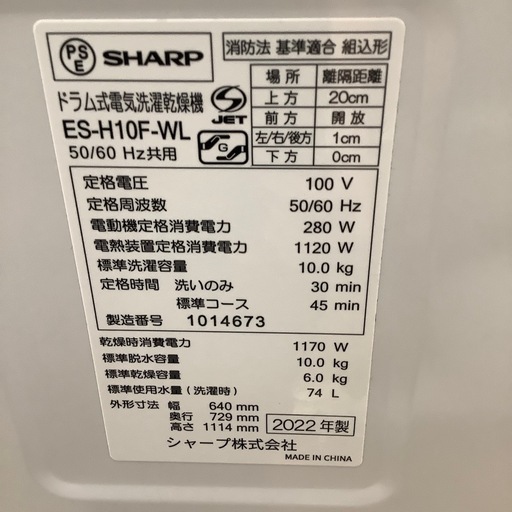 PSE SHARP
消防法 基準適合 組込形
場所 離隔距離
上方 20cm
前方 開放
左/右/後方 1cm
下方 0cm
ドラム式電気洗濯乾燥機
ES-H10F-WL
50/60 Hz共用
S JET
G
定格電圧 100 V
定格周波数 50/60 Hz
電動機定格消費電力 280 W
電熱装置定格消費電力 1120 W
標準洗濯容量 10.0 kg
定格時間 洗いのみ 30 min
標準コース 45 min
製造番号 1014673
乾燥時消費電力 1170 W
標準脱水容量 10.0 kg
標準乾燥容量 6.0 kg
標準使用水量 (洗濯時) 74 L
外形寸法 幅 640 mm
奥行 729 mm
高さ 1114 mm
2022年製
シャープ株式会社
MADE IN CHINA